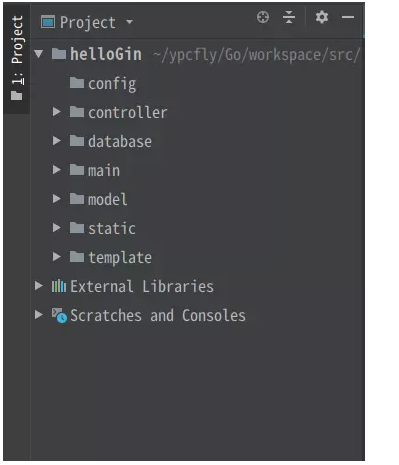 1: Project
Project
helloGin ~/ypcfly/Go/workspace/src/
config
controller
database
main
model
static
template
External Libraries
Scratches and Consoles